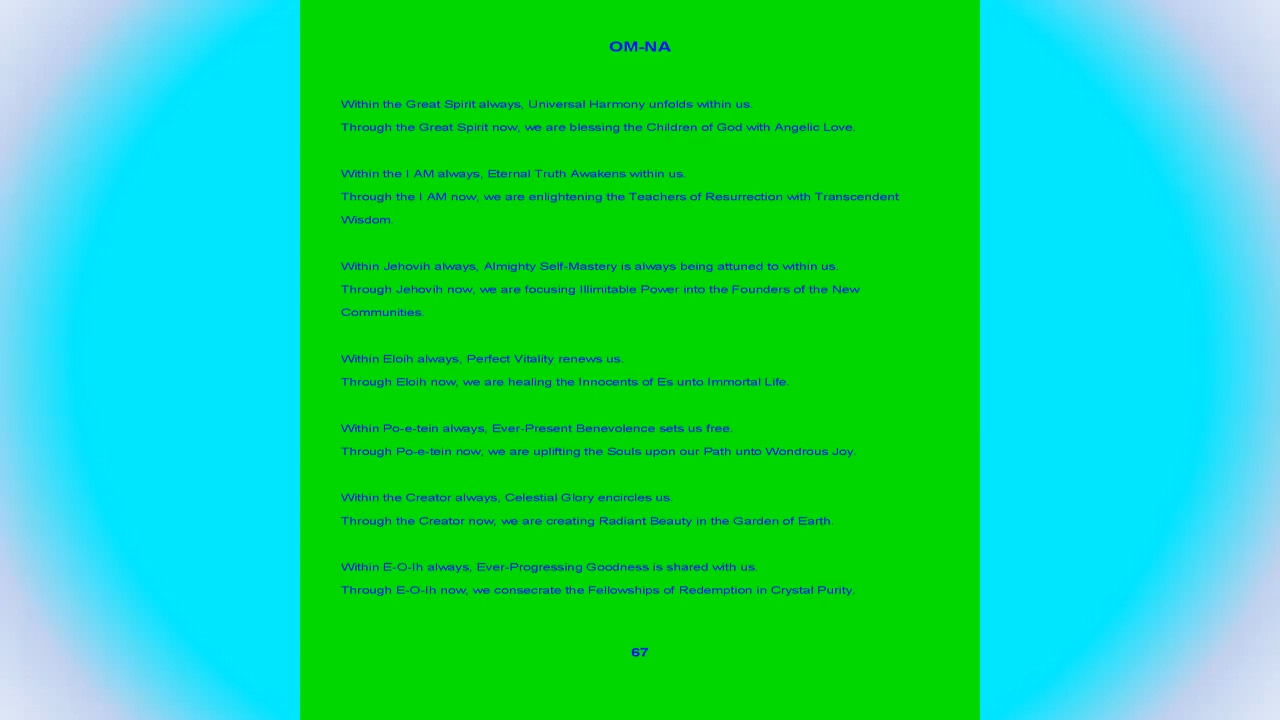 OM-NA
Within the Great Spirit always, Universal Harmony unfolds within us.
Through the Great Spirit now, we are blessing the Children of God with Angelic Love.
Within the I AM always, Eternal Truth Awakens within us.
Through the I AM now, we are enlightening the Teachers of Resurrection with Transcendent
Wisdom.
Within Jehovih always, Almighty Self-Mastery is always being attuned to within us.
Through Jehovih now, we are focusing Illimitable Power into the Founders of the New
Communities.
Within Eloih always, Perfect Vitality renews us.
Through Eloih now, we are healing the Innocents of Es unto Immortal Life.
Within Po-e-tein always, Ever-Present Benevolence sets us free.
Through Po-e-tein now, we are uplifting the Souls upon our Path unto Wondrous Joy.
Within the Creator always, Celestial Glory encircles us.
Through the Creator now, we are creating Radiant Beauty in the Garden of Earth.
Within E-O-Ih always, Ever-Progressing Goodness is shared with us.
Through E-O-Ih now, we consecrate the Fellowships of Redemption in Crystal Purity.
67